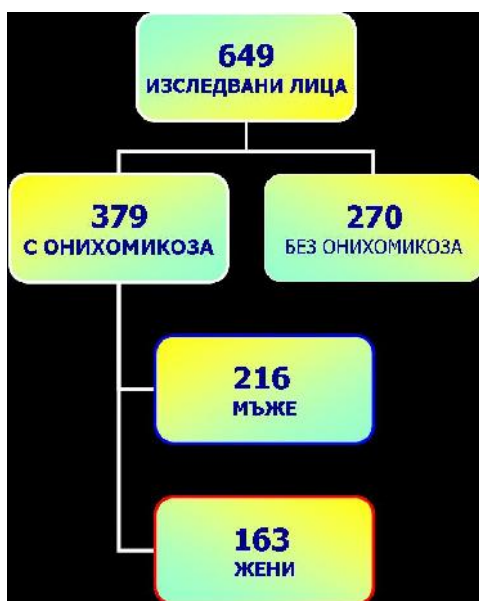 649
ИЗСЛЕДВАНИ ЛИЦА
379
С ОНИХОМИКОЗА
270
БЕЗ ОНИХОМИКОЗА
216
МЪЖЕ
163
ЖЕНИ